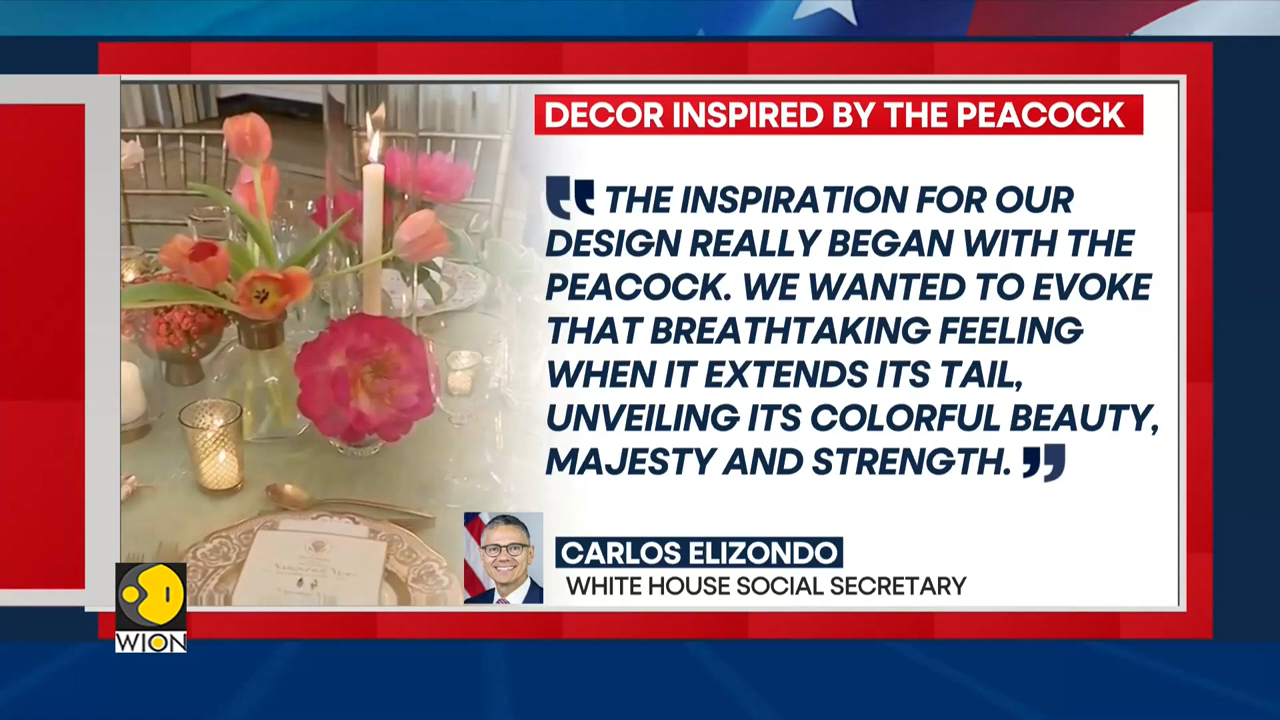 DECOR INSPIRED BY THE PEACOCK
❝ THE INSPIRATION FOR OUR
DESIGN REALLY BEGAN WITH THE
PEACOCK. WE WANTED TO EVOKE
THAT BREATHTAKING FEELING
WHEN IT EXTENDS ITS TAIL,
UNVEILING ITS COLORFUL BEAUTY,
MAJESTY AND STRENGTH. ❞
CARLOS ELIZONDO
WHITE HOUSE SOCIAL SECRETARY
WION